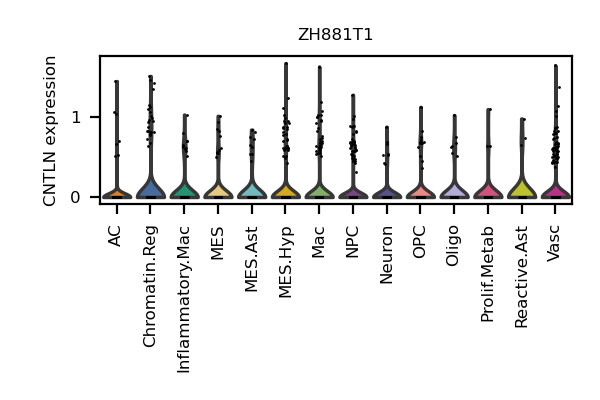 ZH881T1
CNTLN expression
1
0
AC
Chromatin.Reg
Inflammatory.Mac
MES
MES.Ast
MES.Hyp
Mac
NPC
Neuron
OPC
Oligo
Prolif.Metab
Reactive.Ast
Vasc